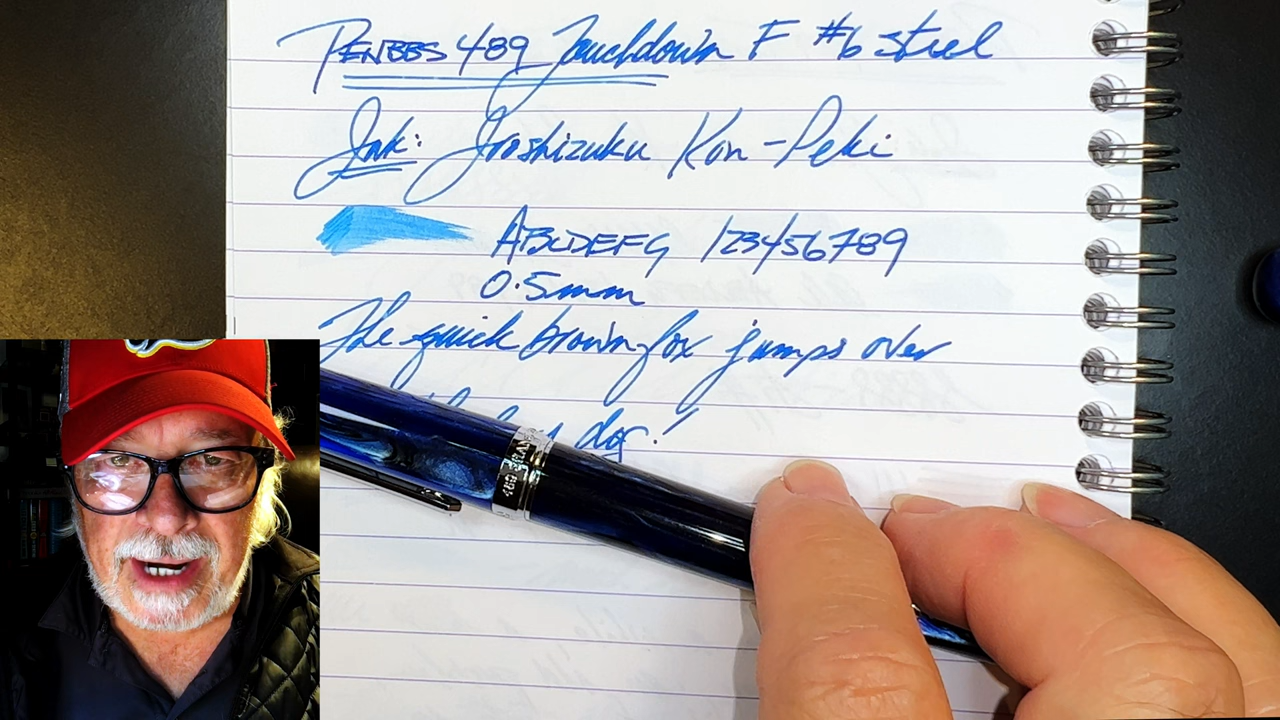 PENBBS 489 Touchdown F #6 steel
Ink: Iroshizuku Kon-Peki
ABCDEFG 123456789
0.5mm
The quick brown fox jumps over
dog!